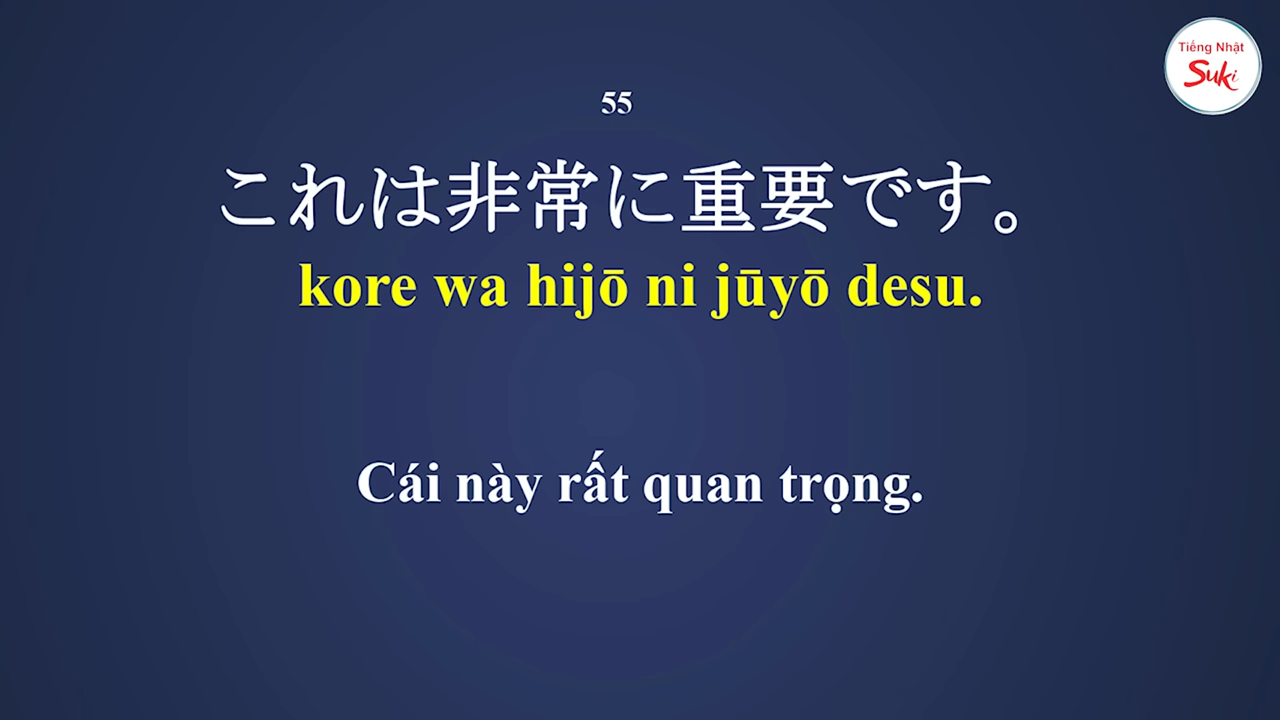 Tiếng Nhật
Suki
55
これは非常に重要です。
kore wa hijō ni jūyō desu.
Cái này rất quan trọng.